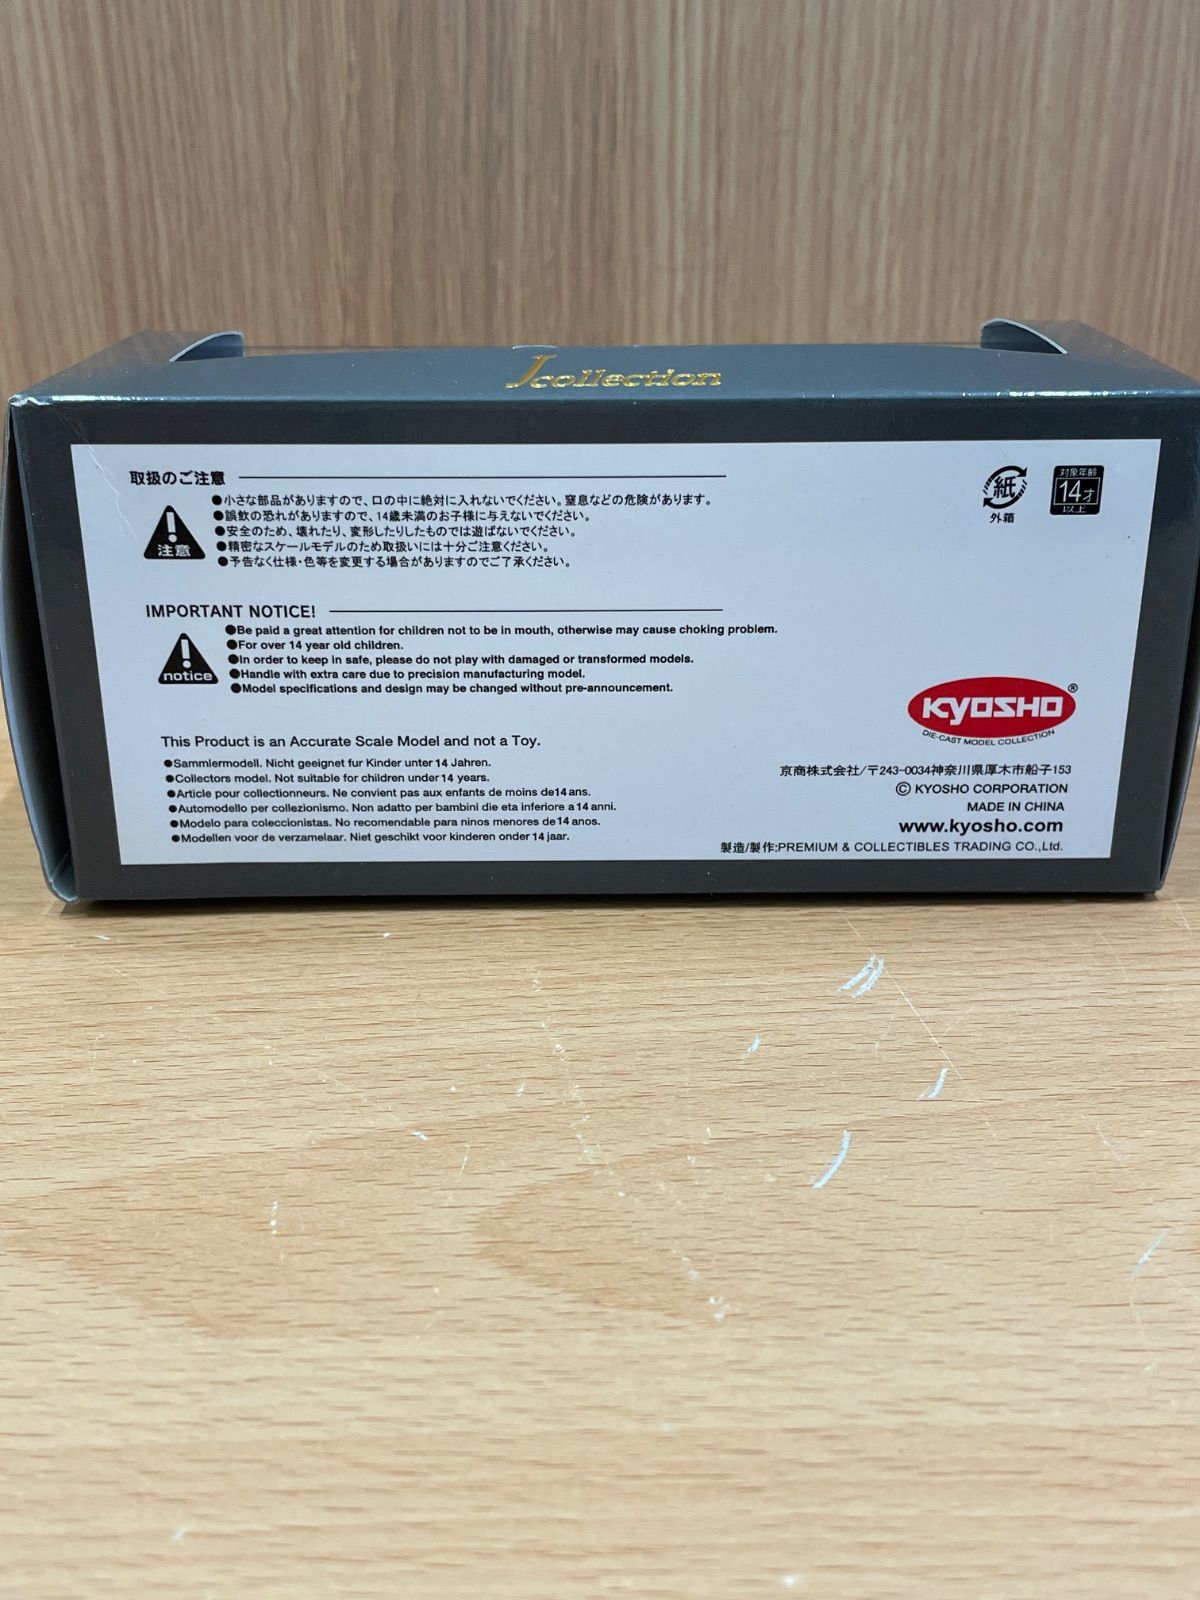 Jcollection
取扱のご注意
●小さな部品がありますので、口の中に絶対に入れないでください。窒息などの危険があります。
●誤飲の恐れがありますので、14歳未満のお子様に与えないでください。
●安全のため、壊れたり、変形したりしたものでは遊ばないでください。
●精密なスケールモデルのため取扱いには十分ご注意ください。
●予告なく仕様・色等を変更する場合がありますのでご了承ください。
注意
紙
外箱
対象年齢
14才
以上
IMPORTANT NOTICE!
●Be paid a great attention for children not to be in mouth, otherwise may cause choking problem.
●For over 14 year old children.
●In order to keep in safe, please do not play with damaged or transformed models.
●Handle with extra care due to precision manufacturing model.
●Model specifications and design may be changed without pre-announcement.
notice
This Product is an Accurate Scale Model and not a Toy.
●Sammlermodell. Nicht geeignet fur Kinder unter 14 Jahren.
●Collectors model. Not suitable for children under 14 years.
●Article pour collectionneurs. Ne convient pas aux enfants de moins de14 ans.
●Automodello per collezionismo. Non adatto per bambini die eta inferiore a 14 anni.
●Modelo para coleccionistas. No recomendable para ninos menores de14 anos.
●Modellen voor de verzamelaar. Niet geschikt voor kinderen onder 14 jaar.
KYOSHO®
DIE-CAST MODEL COLLECTION
京商株式会社/〒243-0034神奈川県厚木市船子153
© KYOSHO CORPORATION
MADE IN CHINA
www.kyosho.com
製造/製作:PREMIUM & COLLECTIBLES TRADING CO.,Ltd.